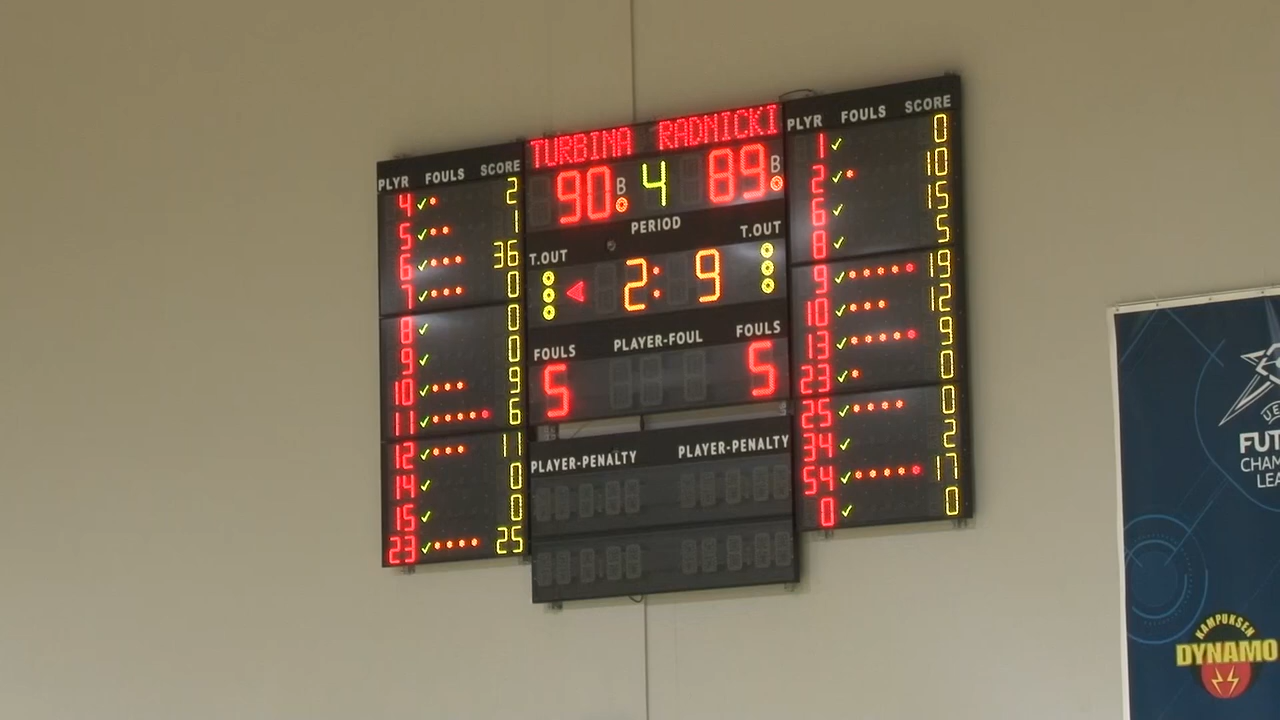 TURBINA RADNICKI
90 B 4 89 B
PERIOD
T.OUT T.OUT
2: 9
FOULS PLAYER-FOUL FOULS
5 5
PLAYER-PENALTY PLAYER-PENALTY
PLYR FOULS SCORE
4 2
5 1
6 36
7 0
8 0
9 0
10 9
11 6
12 11
14 0
15 0
23 25
PLYR FOULS SCORE
1 0
2 10
6 15
8 5
9 19
10 12
13 9
23 0
25 0
34 2
54 17
0 0
KAMPUKSEN
DYNAMO